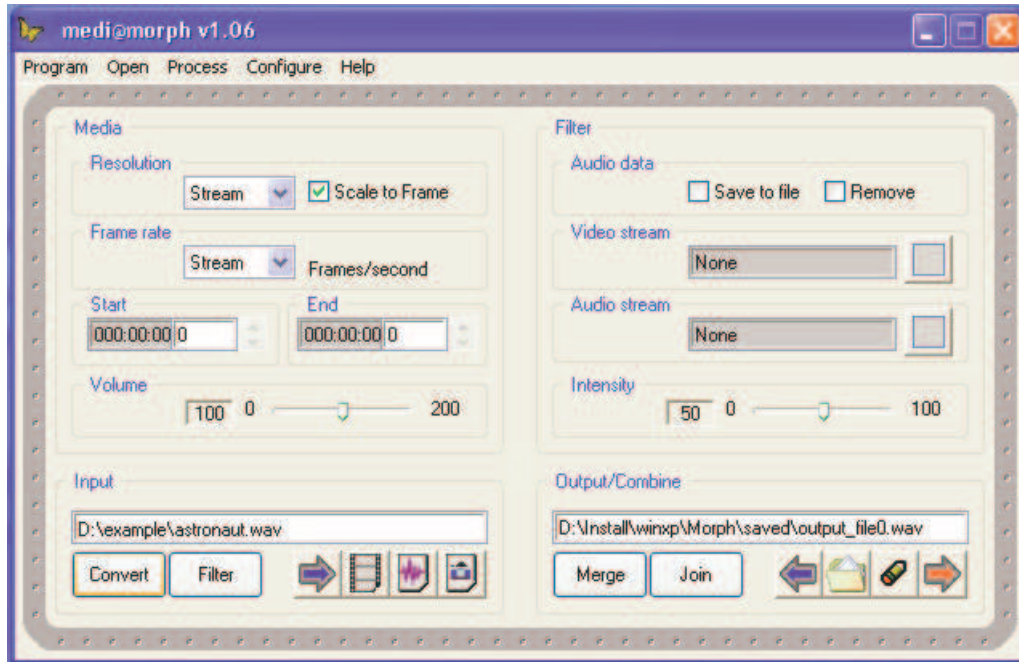 medi@morph v1.06
Program Open Process Configure Help
Media
Resolution
Stream Scale to Frame
Frame rate
Stream Frames/second
Start End
000:00:00 0 000:00:00 0
Volume
100 0 200
Filter
Audio data
Save to file Remove
Video stream
None
Audio stream
None
Intensity
50 0 100
Input
D:\example\astronaut.wav
Convert Filter
Output/Combine
D:\Install\winxp\Morph\saved\output_file0.wav
Merge Join